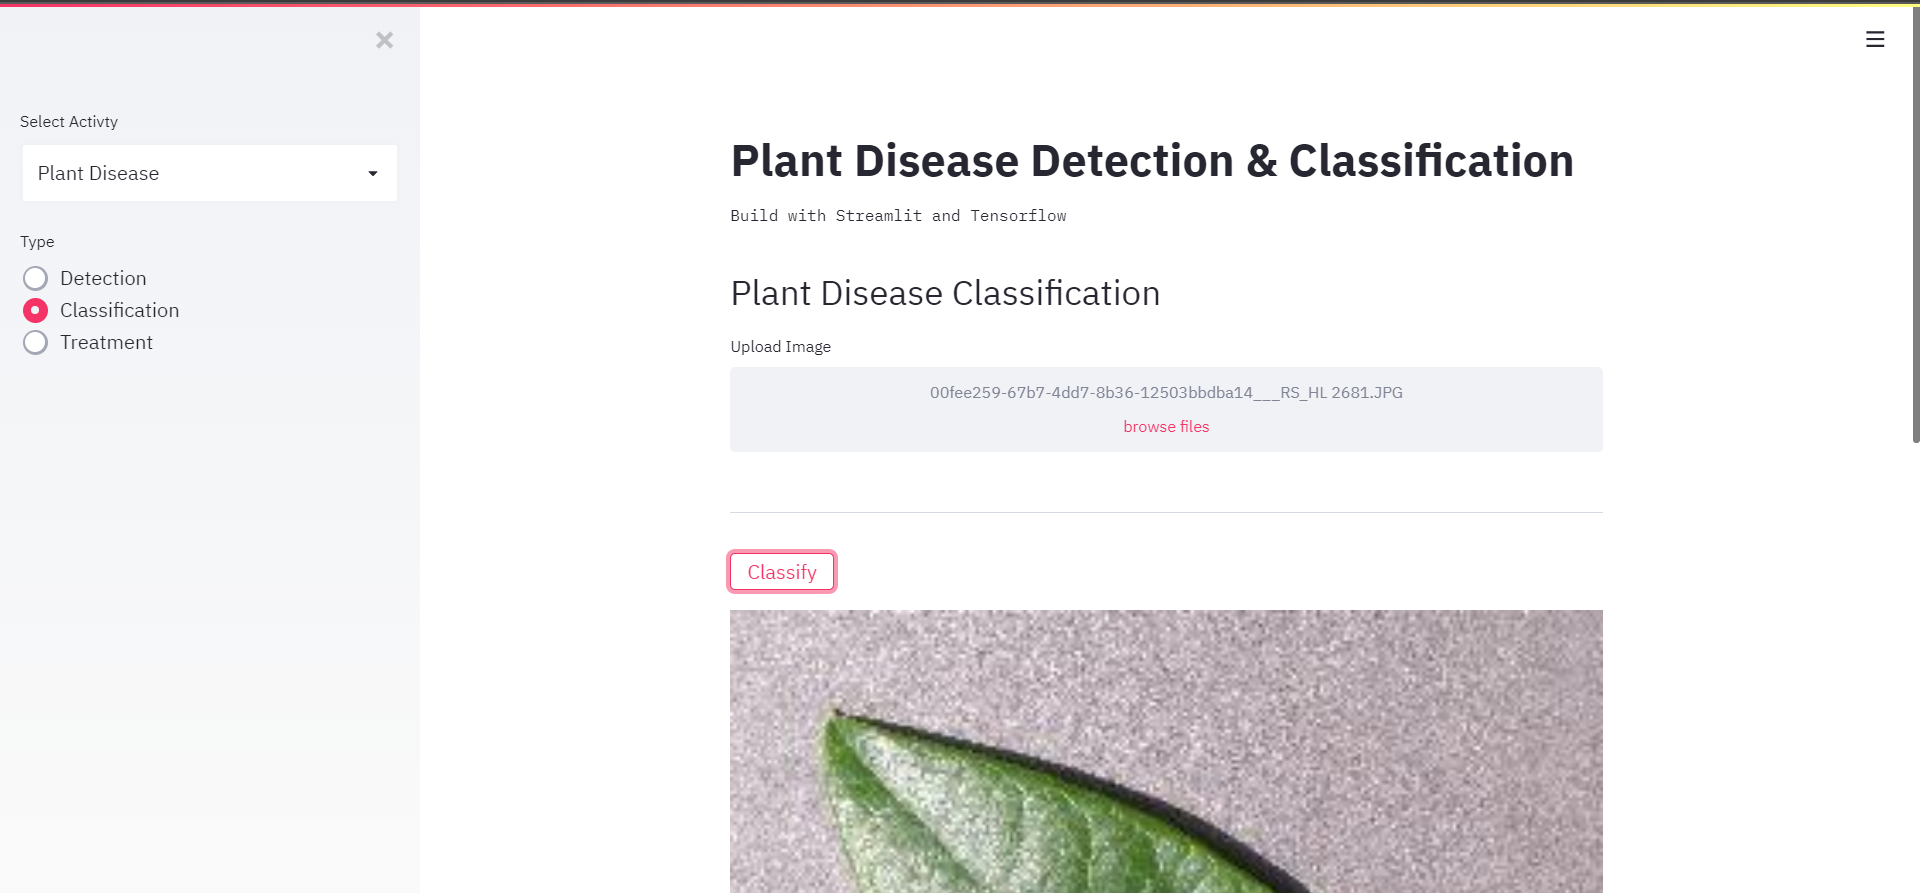 Select Activty
Plant Disease
Type
Detection
Classification
Treatment
Plant Disease Detection & Classification
Build with Streamlit and Tensorflow
Plant Disease Classification
Upload Image
00fee259-67b7-4dd7-8b36-12503bbdba14___RS_HL 2681.JPG
browse files
Classify